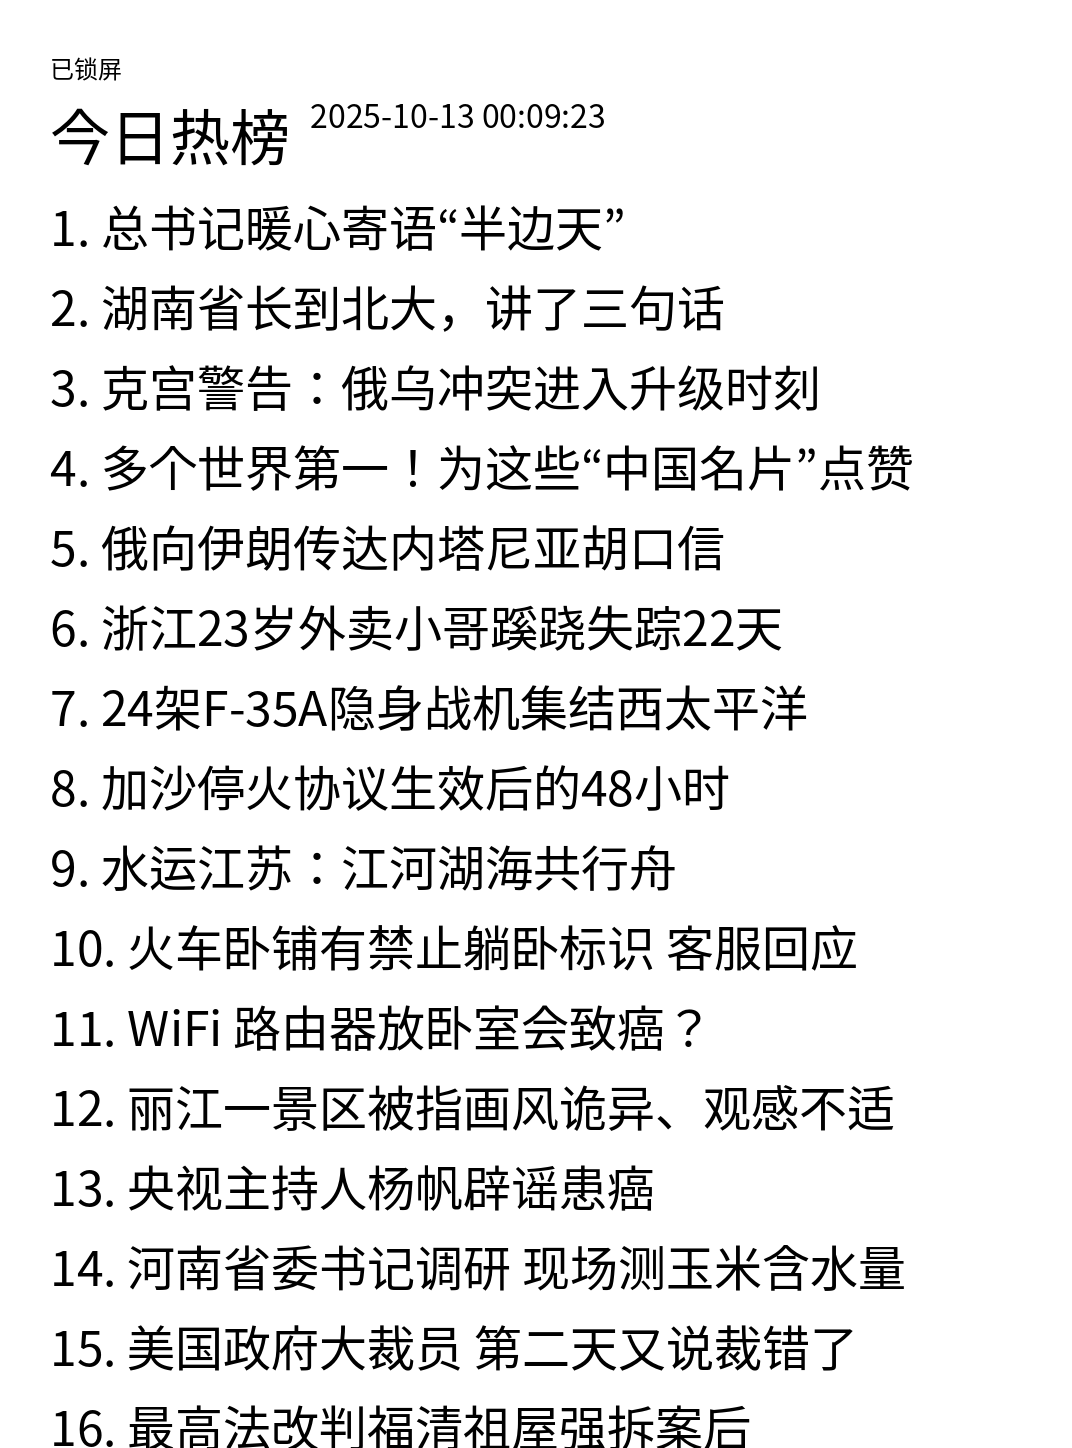 已锁屏
今日热榜 2025-10-13 00:09:23
1. 总书记暖心寄语“半边天”
2. 湖南省长到北大，讲了三句话
3. 克宫警告：俄乌冲突进入升级时刻
4. 多个世界第一！为这些“中国名片”点赞
5. 俄向伊朗传达内塔尼亚胡口信
6. 浙江23岁外卖小哥蹊跷失踪22天
7. 24架F-35A隐身战机集结西太平洋
8. 加沙停火协议生效后的48小时
9. 水运江苏：江河湖海共行舟
10. 火车卧铺有禁止躺卧标识 客服回应
11. WiFi 路由器放卧室会致癌？
12. 丽江一景区被指画风诡异、观感不适
13. 央视主持人杨帆辟谣患癌
14. 河南省委书记调研 现场测玉米含水量
15. 美国政府大裁员 第二天又说裁错了
16. 最高法改判福清祖屋强拆案后